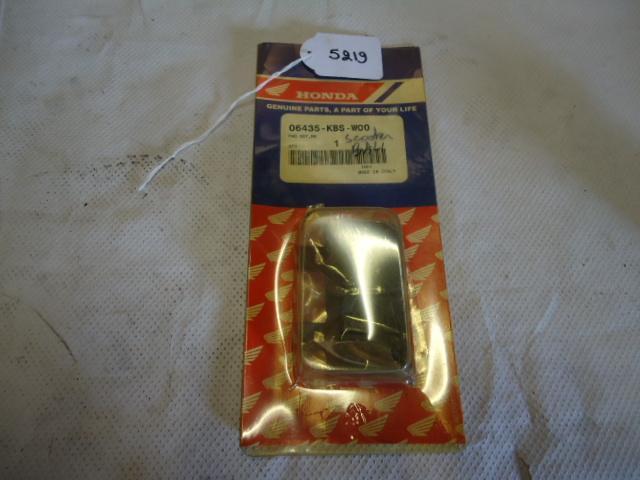 5219
HONDA
GENUINE PARTS, A PART OF YOUR LIFE
06435-KBS-W00
1 scooter
MADE IN ITALY